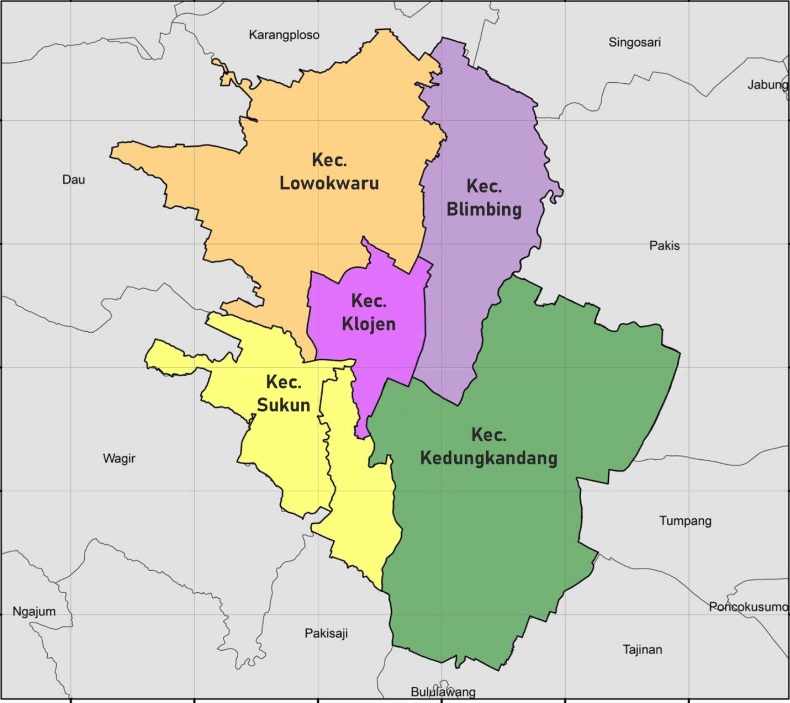 Karangploso
Singosari
Jabung
Kec.
Lowokwaru
Dau
Kec.
Blimbing
Pakis
Kec.
Klojen
Kec.
Sukun
Kec.
Kedungkandang
Wagir
Tumpang
Poncokusumo
Ngajum
Pakisaji
Tajinan
Bululawang